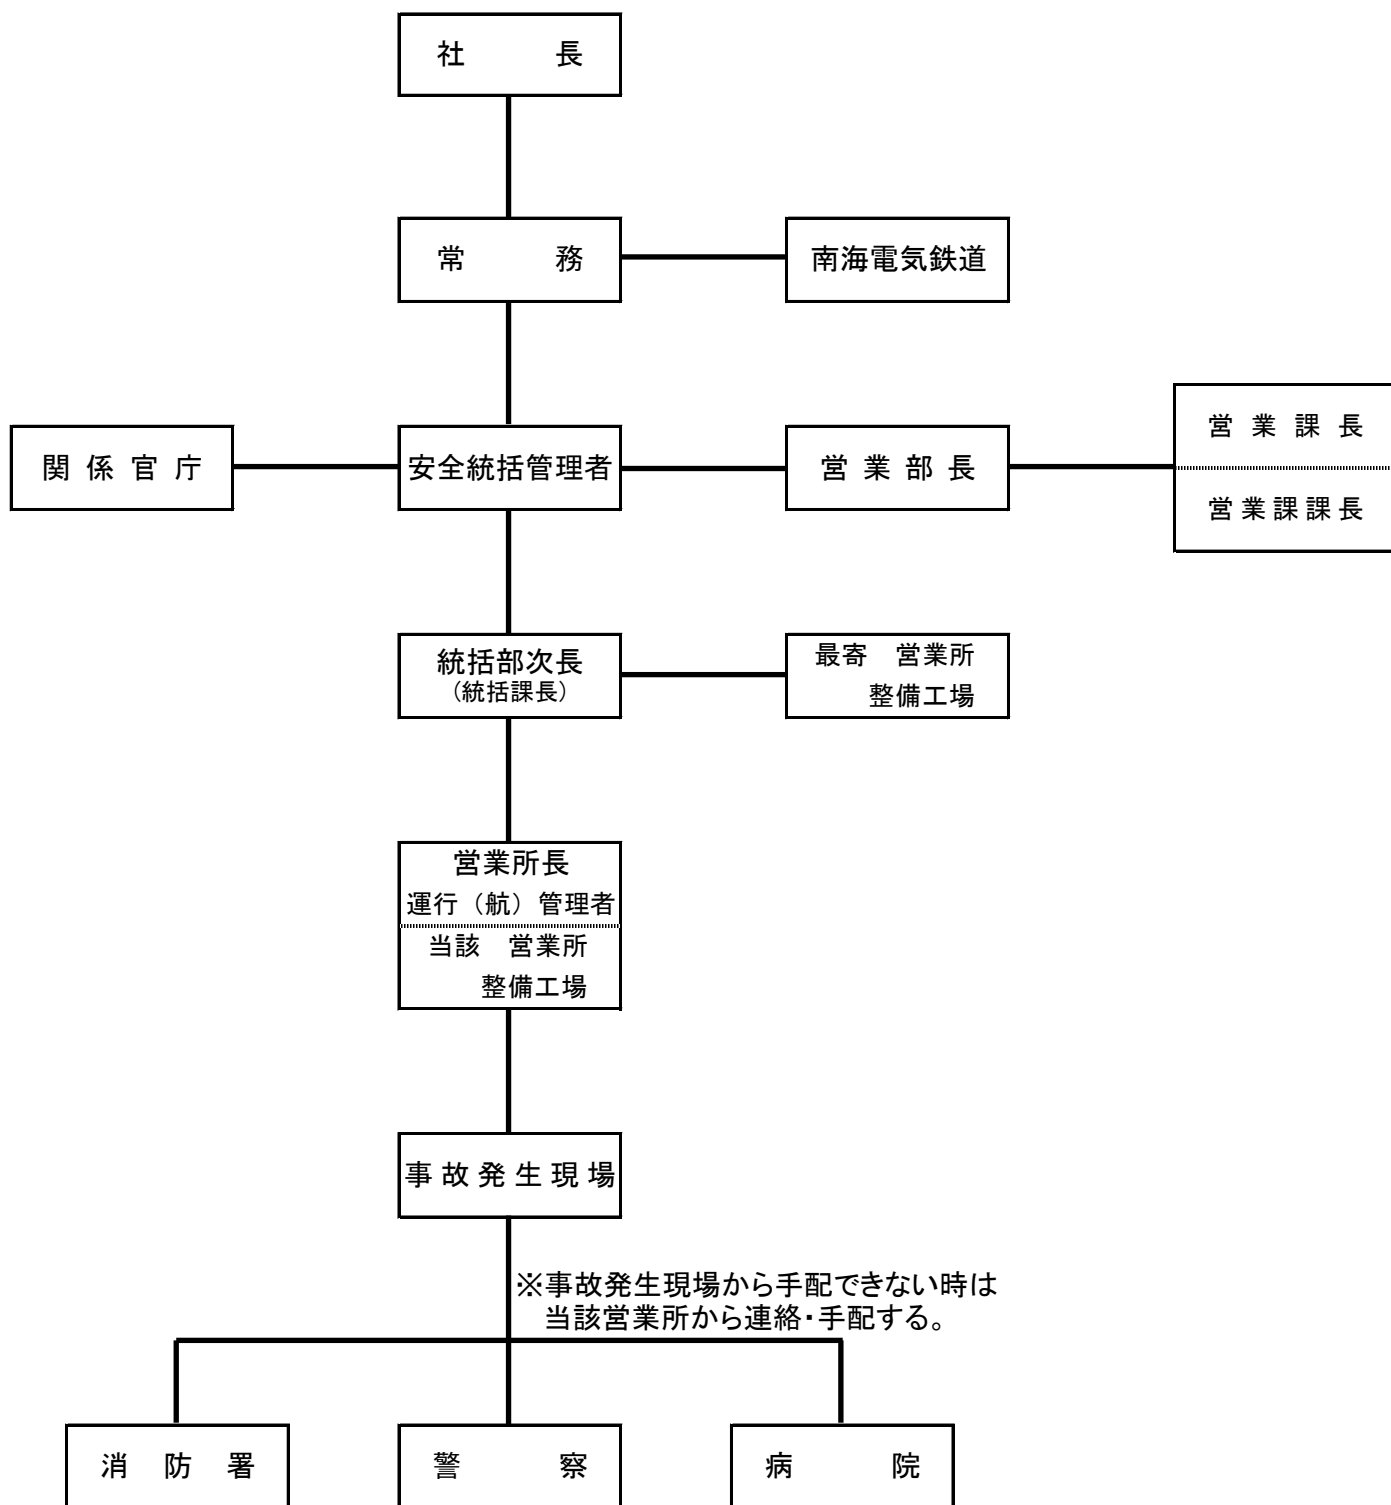 社長
常務
南海電気鉄道
営業課長
関係官庁
安全統括管理者
営業部長
営業課課長
統括部次長
（統括課長）
最寄　営業所
整備工場
営業所長
運行（航）管理者
当該　営業所
整備工場
事故発生現場
※事故発生現場から手配できない時は
当該営業所から連絡・手配する。
消防署
警察
病院